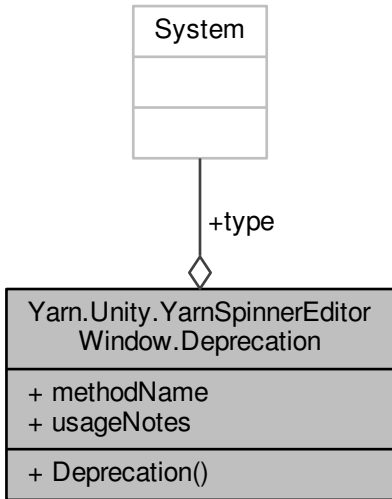 System
+type
Yarn.Unity.YarnSpinnerEditor
Window.Deprecation
+ methodName
+ usageNotes
+ Deprecation()